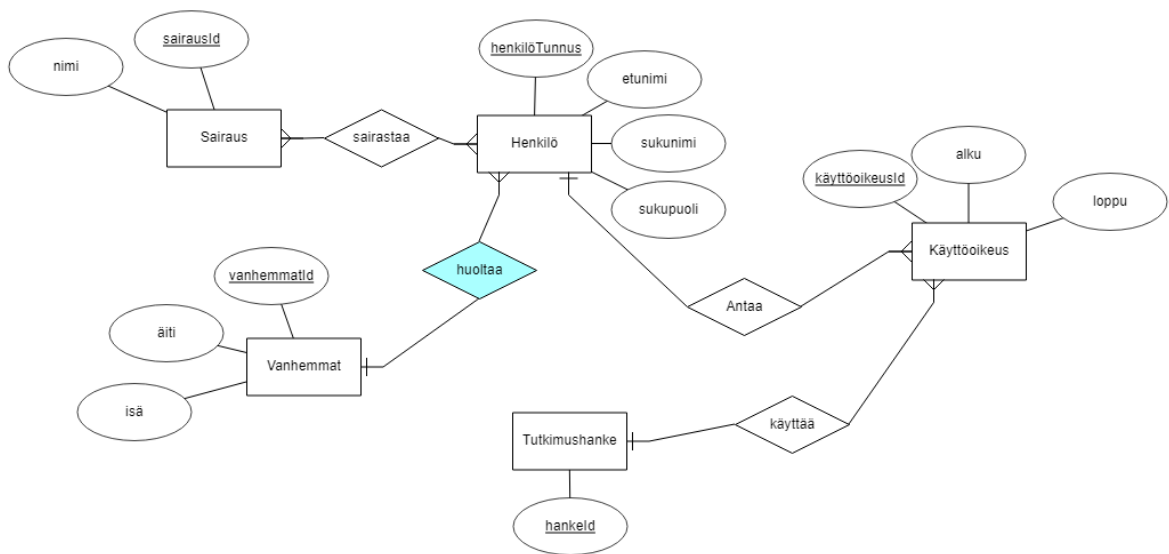 sairausId
nimi
henkilöTunnus
etunimi
Sairaus
sairastaa
Henkilö
sukunimi
sukupuoli
käyttöoikeusId
alku
loppu
Käyttöoikeus
huoltaa
vanhemmatId
Antaa
äiti
Vanhemmat
isä
Tutkimushanke
käyttää
hankeId